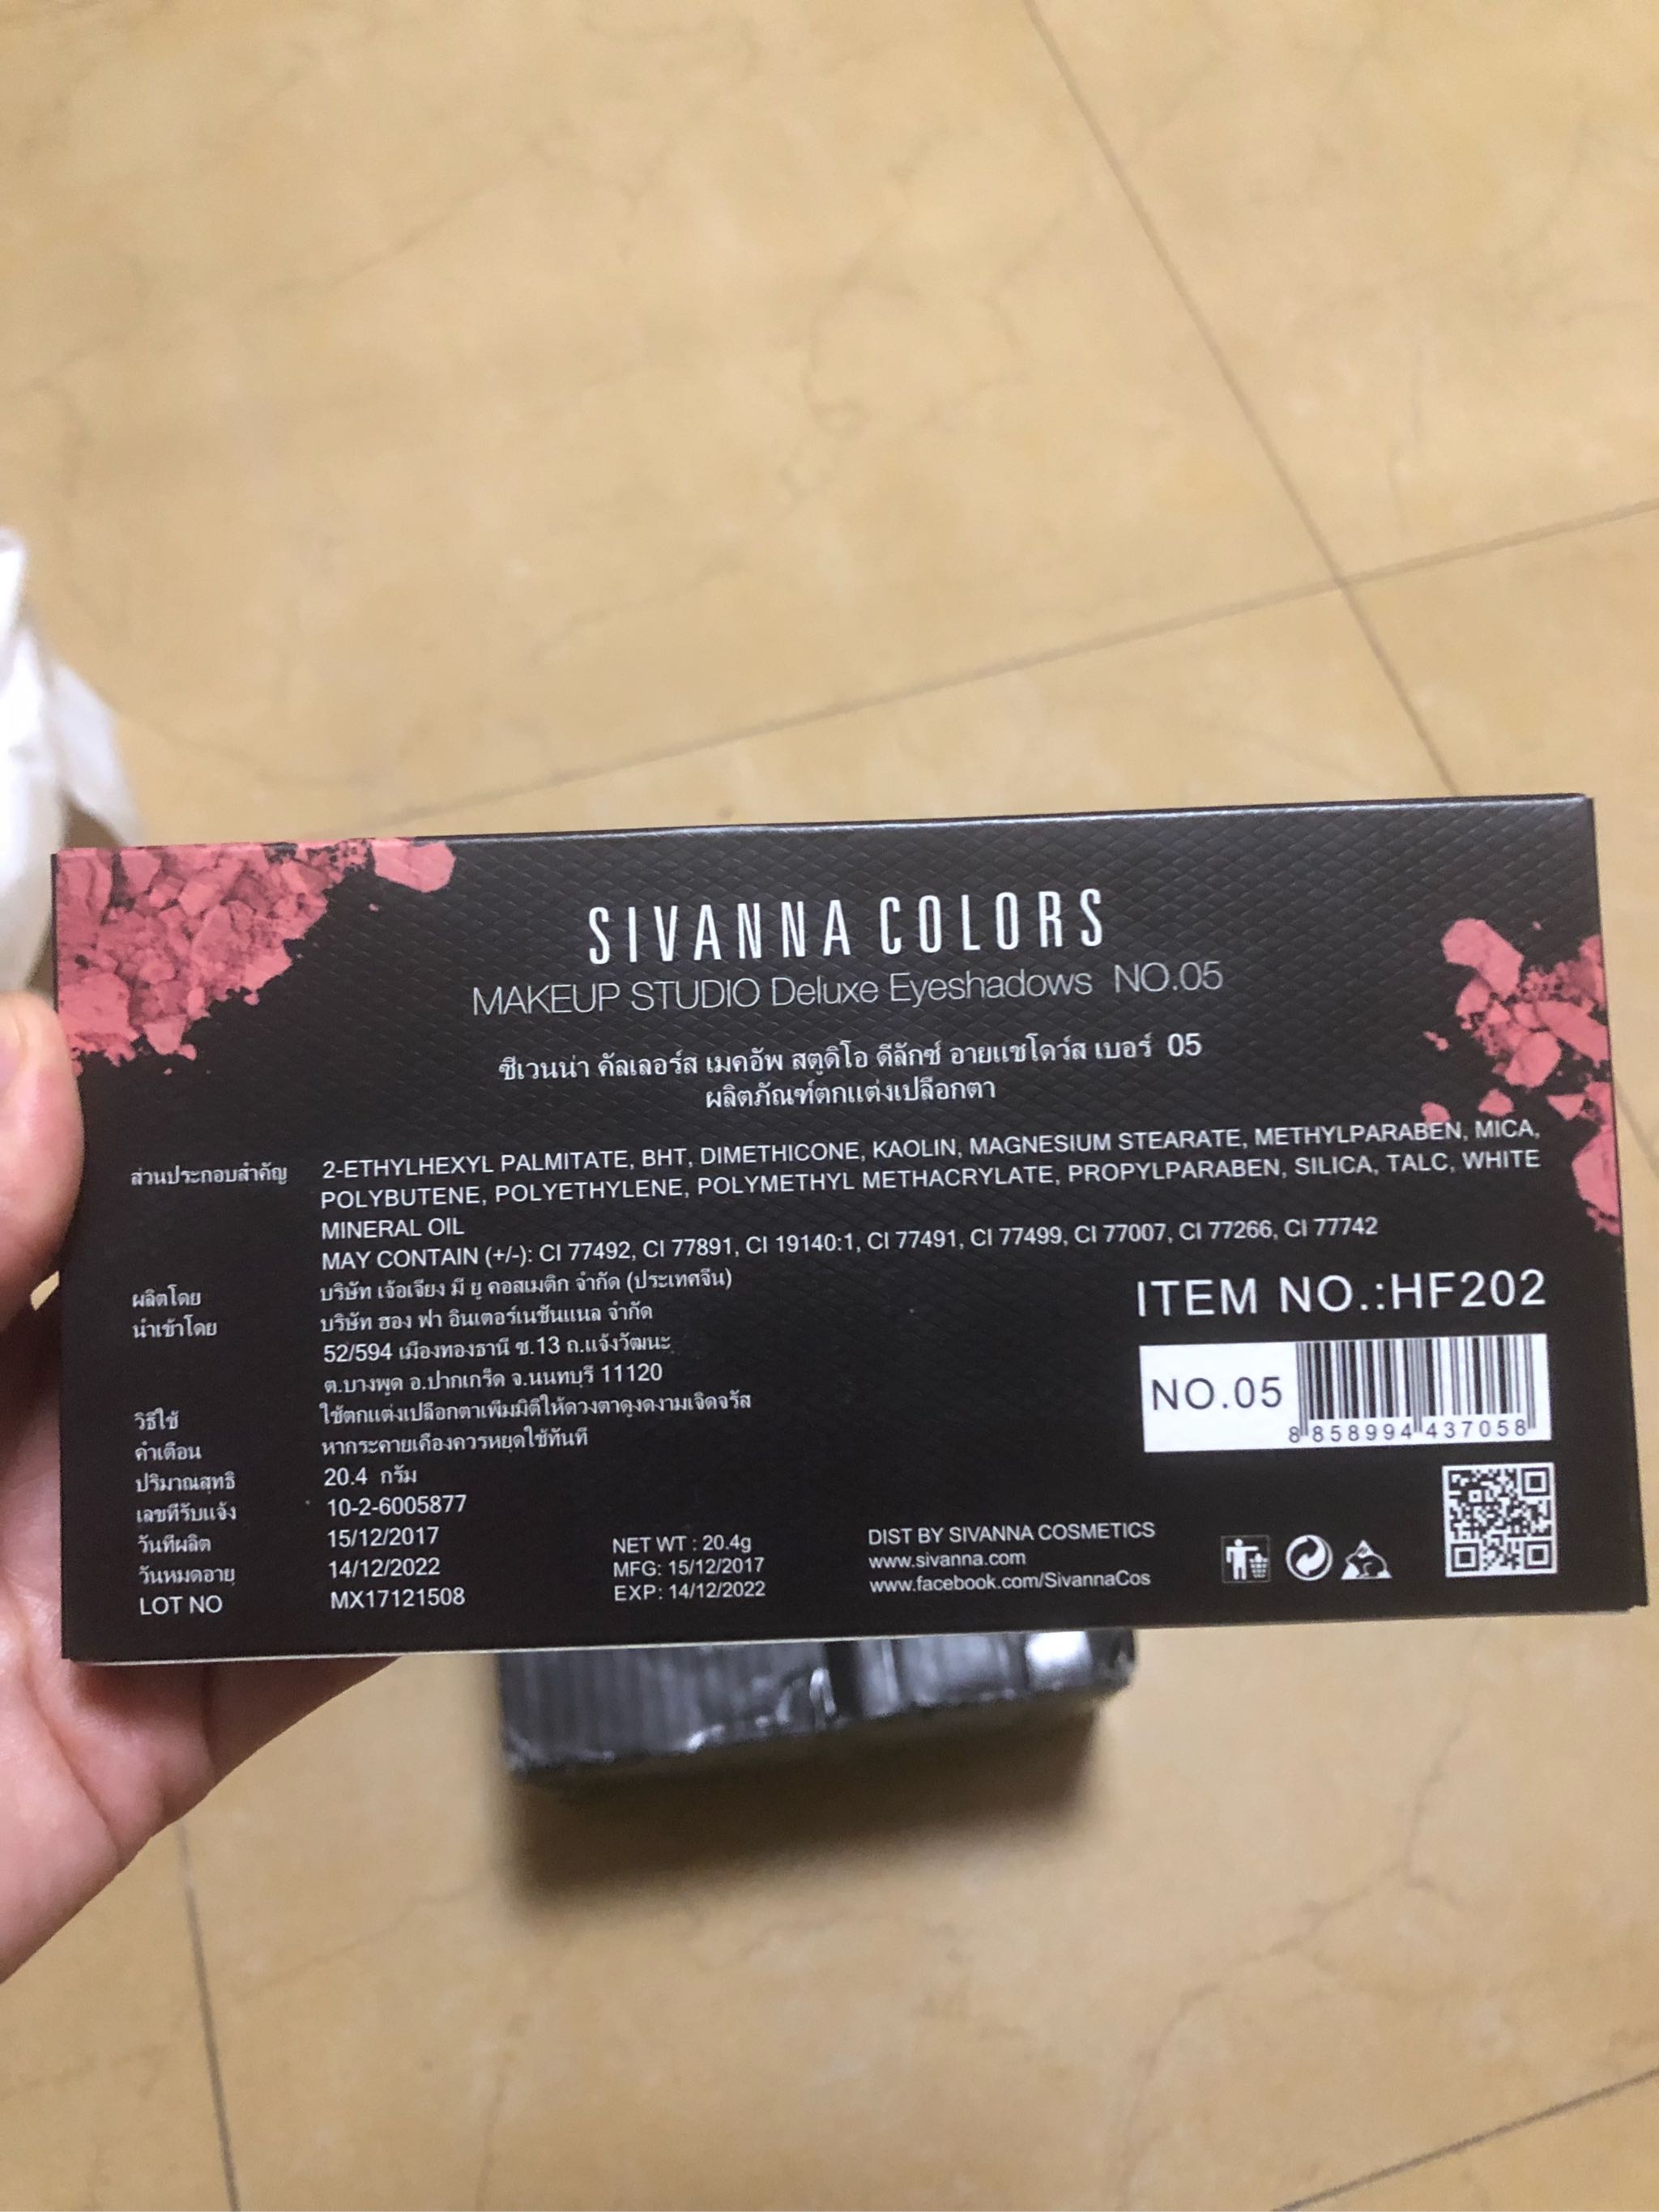 SIVANNA COLORS
MAKEUP STUDIO Deluxe Eyeshadows NO.05
ซีเวนน่า คัลเลอร์ส เมคอัพ สตูดิโอ ดีลักซ์ อายแชโดว์ส เบอร์ 05
ผลิตภัณฑ์ตกแต่งเปลือกตา
ส่วนประกอบสำคัญ 2-ETHYLHEXYL PALMITATE, BHT, DIMETHICONE, KAOLIN, MAGNESIUM STEARATE, METHYLPARABEN, MICA,
POLYBUTENE, POLYETHYLENE, POLYMETHYL METHACRYLATE, PROPYLPARABEN, SILICA, TALC, WHITE
MINERAL OIL
MAY CONTAIN (+/-): CI 77492, CI 77891, CI 19140:1, CI 77491, CI 77499, CI 77007, CI 77266, CI 77742
ผลิตโดย บริษัท เจ้อเจียง มี ยู คอสเมติก จำกัด (ประเทศจีน)
นำเข้าโดย บริษัท ฮอง ฟา อินเตอร์เนชันแนล จำกัด
52/594 เมืองทองธานี ซ.13 ถ.แจ้งวัฒนะ
ต.บางพูด อ.ปากเกร็ด จ.นนทบุรี 11120
วิธีใช้ ใช้ตกแต่งเปลือกตาเพิ่มมิติให้ดวงตาดูงดงามเจิดจรัส
คำเตือน หากระคายเคืองควรหยุดใช้ทันที
ปริมาณสุทธิ 20.4 กรัม
เลขที่รับแจ้ง 10-2-6005877
วันที่ผลิต 15/12/2017
วันหมดอายุ 14/12/2022
LOT NO MX17121508
NET WT : 20.4g
MFG: 15/12/2017
EXP: 14/12/2022
DIST BY SIVANNA COSMETICS
www.sivanna.com
www.facebook.com/SivannaCos
ITEM NO.:HF202
NO.05
8 858994 437058